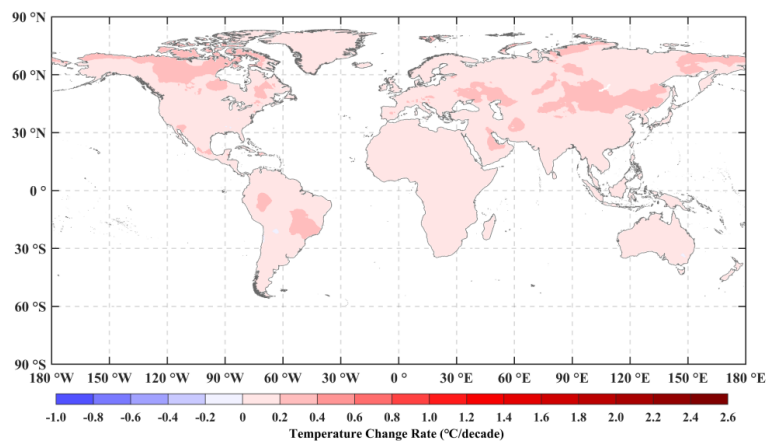 90 °N
60 °N
30 °N
0 °
30 °S
60 °S
90 °S
180 °W 150 °W 120 °W 90 °W 60 °W 30 °W 0 ° 30 °E 60 °E 90 °E 120 °E 150 °E 180 °E
-1.0 -0.8 -0.6 -0.4 -0.2 0 0.2 0.4 0.6 0.8 1.0 1.2 1.4 1.6 1.8 2.0 2.2 2.4 2.6
Temperature Change Rate (°C/decade)